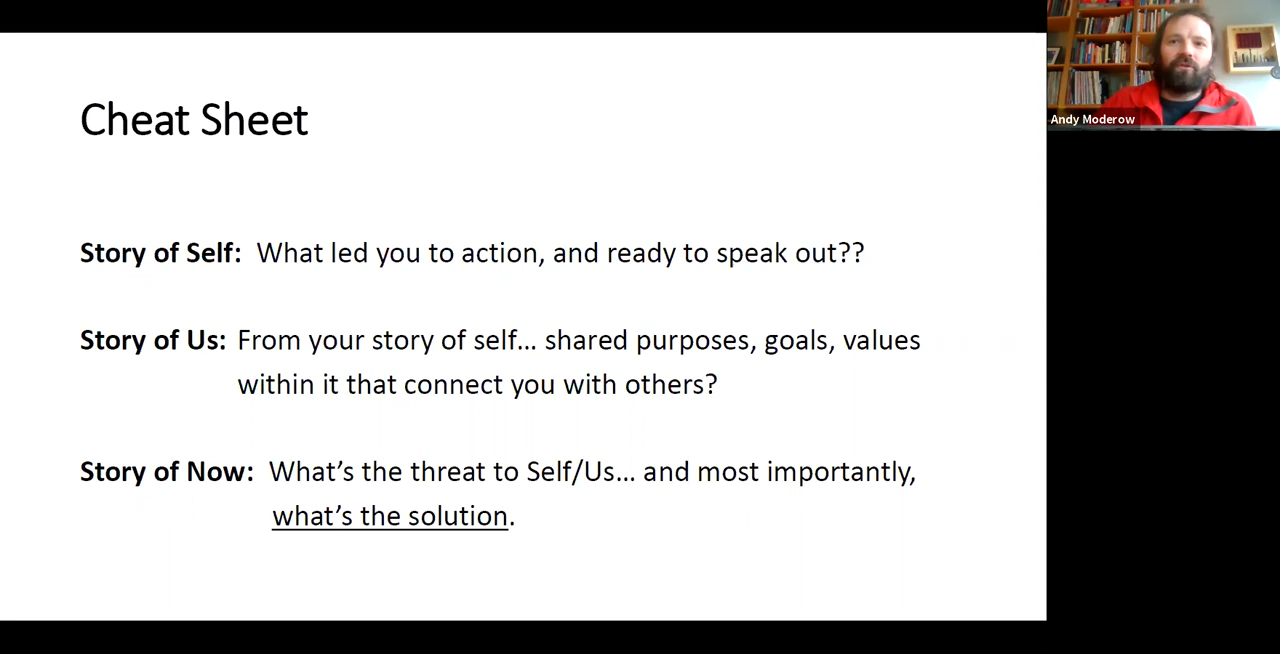 Cheat Sheet
Andy Moderow
Story of Self: What led you to action, and ready to speak out??
Story of Us: From your story of self… shared purposes, goals, values
within it that connect you with others?
Story of Now: What’s the threat to Self/Us… and most importantly,
what’s the solution.